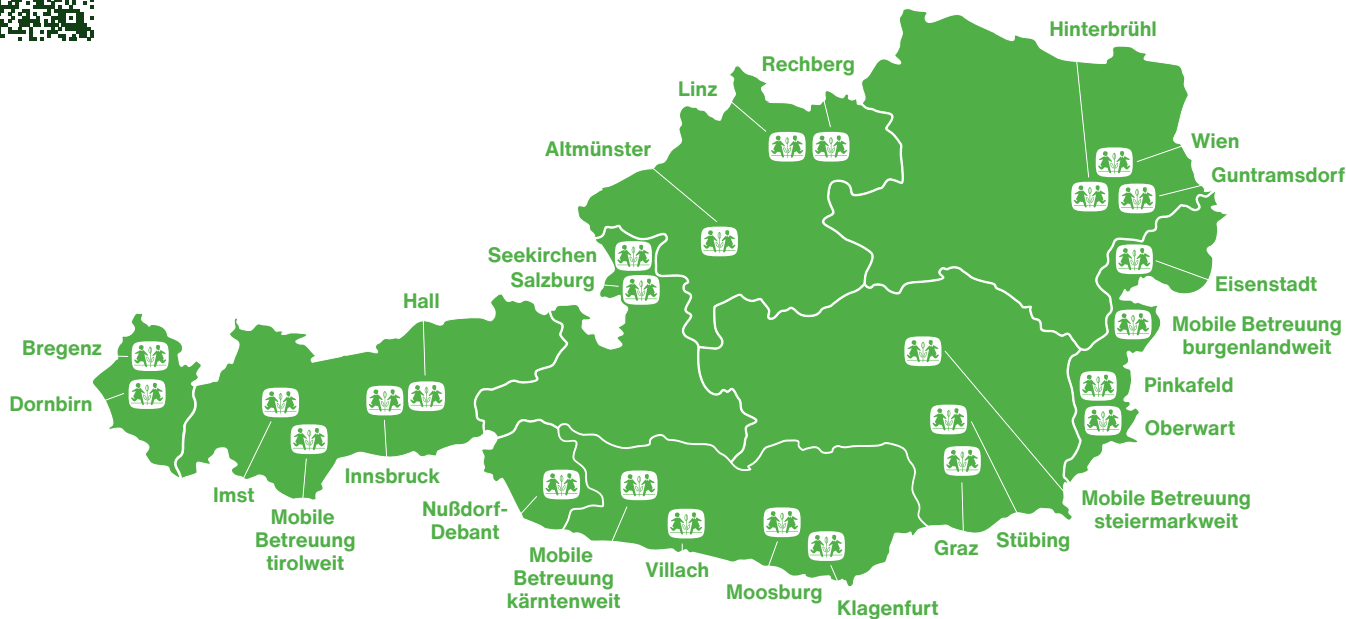 Hinterbrühl
Rechberg
Linz
Altmünster
Wien
Guntramsdorf
Seekirchen
Salzburg
Eisenstadt
Hall
Mobile Betreuung
burgenlandweit
Bregenz
Dornbirn
Pinkafeld
Oberwart
Innsbruck
Imst
Mobile
Betreuung
tirolweit
Nußdorf-
Debant
Mobile
Betreuung
kärntenweit
Villach
Moosburg
Klagenfurt
Graz
Stübing
Mobile Betreuung
steiermarkweit